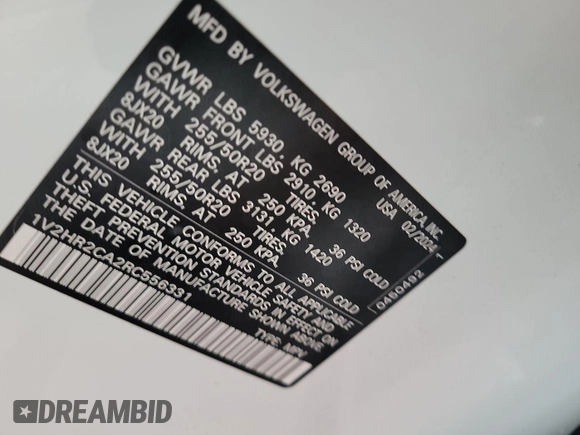 MFD BY VOLKSWAGEN GROUP OF AMERICA, INC.
USA 02/202
GVWR LBS 5930, KG 2690
GAWR FRONT LBS 2910, KG 1320
WITH 255/50R20 TIRES
8JX20 RIMS, AT 250 KPA, 36 PSI COLD
GAWR REAR LBS 3131, KG 1420
WITH 255/50R20 TIRES
8JX20 RIMS, AT 250 KPA, 36 PSI COLD
0450492
THIS VEHICLE CONFORMS TO ALL APPLICABLE
U.S. FEDERAL MOTOR VEHICLE SAFETY AND
THEFT PREVENTION STANDARDS IN EFFECT ON
THE DATE OF MANUFACTURE SHOWN ABOVE.
1V2HR2CA2RC596391 TYPE: MPV
DREAMBID